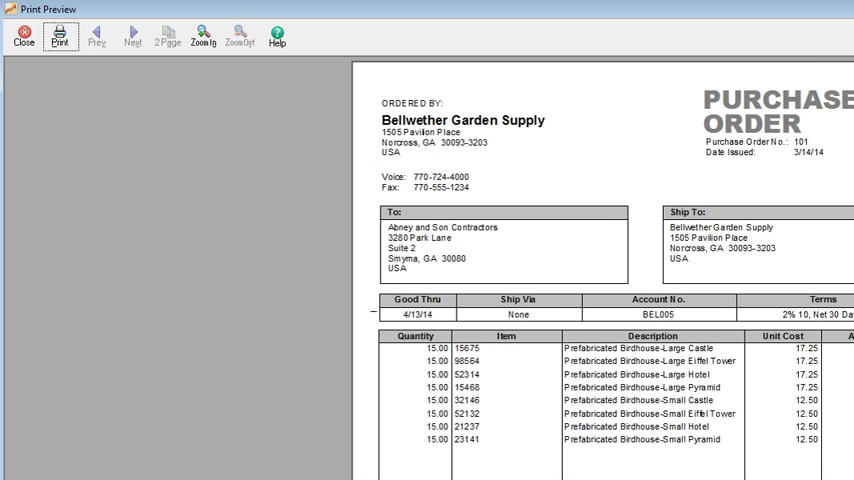 Print Preview
Close Print Prev Next 2 Page Zoom In Zoom Out Help
ORDERED BY:
Bellwether Garden Supply
1505 Pavilion Place
Norcross, GA 30093-3203
USA
Voice: 770-724-4000
Fax: 770-555-1234
PURCHASE
ORDER
Purchase Order No.: 101
Date Issued: 3/14/14
To:
Abney and Son Contractors
3280 Park Lane
Suite 2
Smyrna, GA 30080
USA
Ship To:
Bellwether Garden Supply
1505 Pavilion Place
Norcross, GA 30093-3203
USA
Good Thru Ship Via Account No. Terms
4/13/14 None BEL005 2% 10, Net 30 Da
Quantity Item Description Unit Cost A
15.00 15675 Prefabricated Birdhouse-Large Castle 17.25
15.00 98564 Prefabricated Birdhouse-Large Eiffel Tower 17.25
15.00 52314 Prefabricated Birdhouse-Large Hotel 17.25
15.00 15468 Prefabricated Birdhouse-Large Pyramid 17.25
15.00 32146 Prefabricated Birdhouse-Small Castle 12.50
15.00 52132 Prefabricated Birdhouse-Small Eiffel Tower 12.50
15.00 21237 Prefabricated Birdhouse-Small Hotel 12.50
15.00 23141 Prefabricated Birdhouse-Small Pyramid 12.50